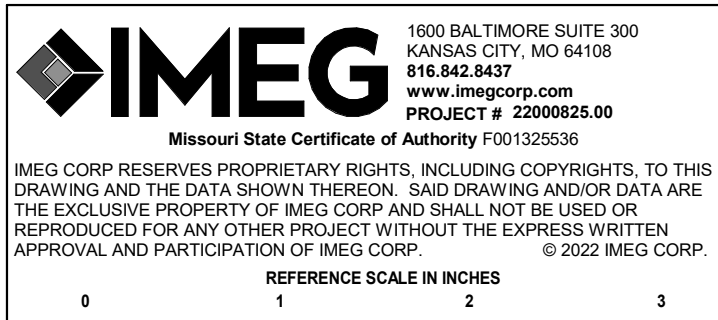 IMEG
1600 BALTIMORE SUITE 300
KANSAS CITY, MO 64108
816.842.8437
www.imegcorp.com
PROJECT # 22000825.00
Missouri State Certificate of Authority F001325536
IMEG CORP RESERVES PROPRIETARY RIGHTS, INCLUDING COPYRIGHTS, TO THIS
DRAWING AND THE DATA SHOWN THEREON. SAID DRAWING AND/OR DATA ARE
THE EXCLUSIVE PROPERTY OF IMEG CORP AND SHALL NOT BE USED OR
REPRODUCED FOR ANY OTHER PROJECT WITHOUT THE EXPRESS WRITTEN
APPROVAL AND PARTICIPATION OF IMEG CORP. © 2022 IMEG CORP.
REFERENCE SCALE IN INCHES
0 1 2 3